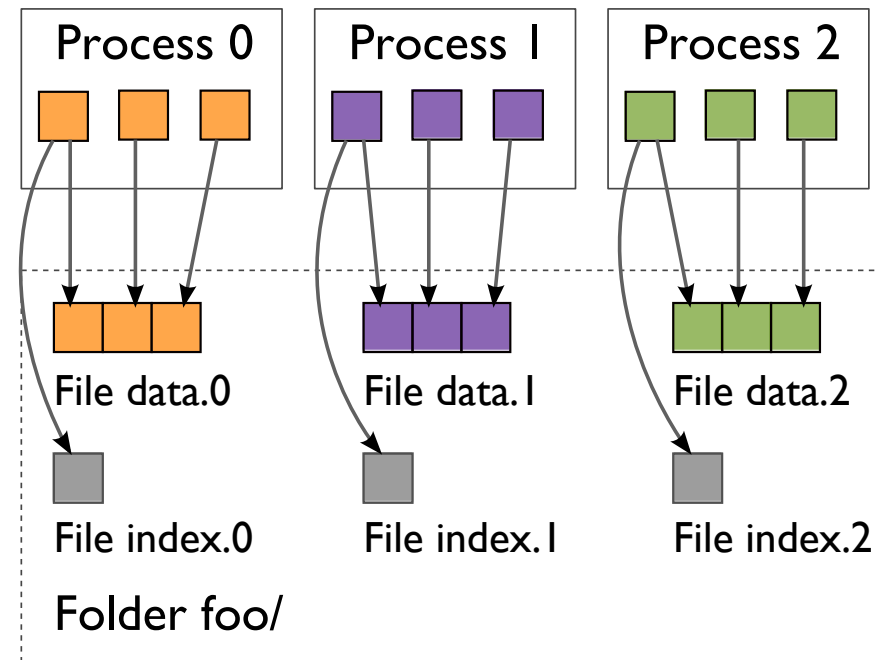 Process 0
Process 1
Process 2
File data.0
File data.1
File data.2
File index.0
File index.1
File index.2
Folder foo/